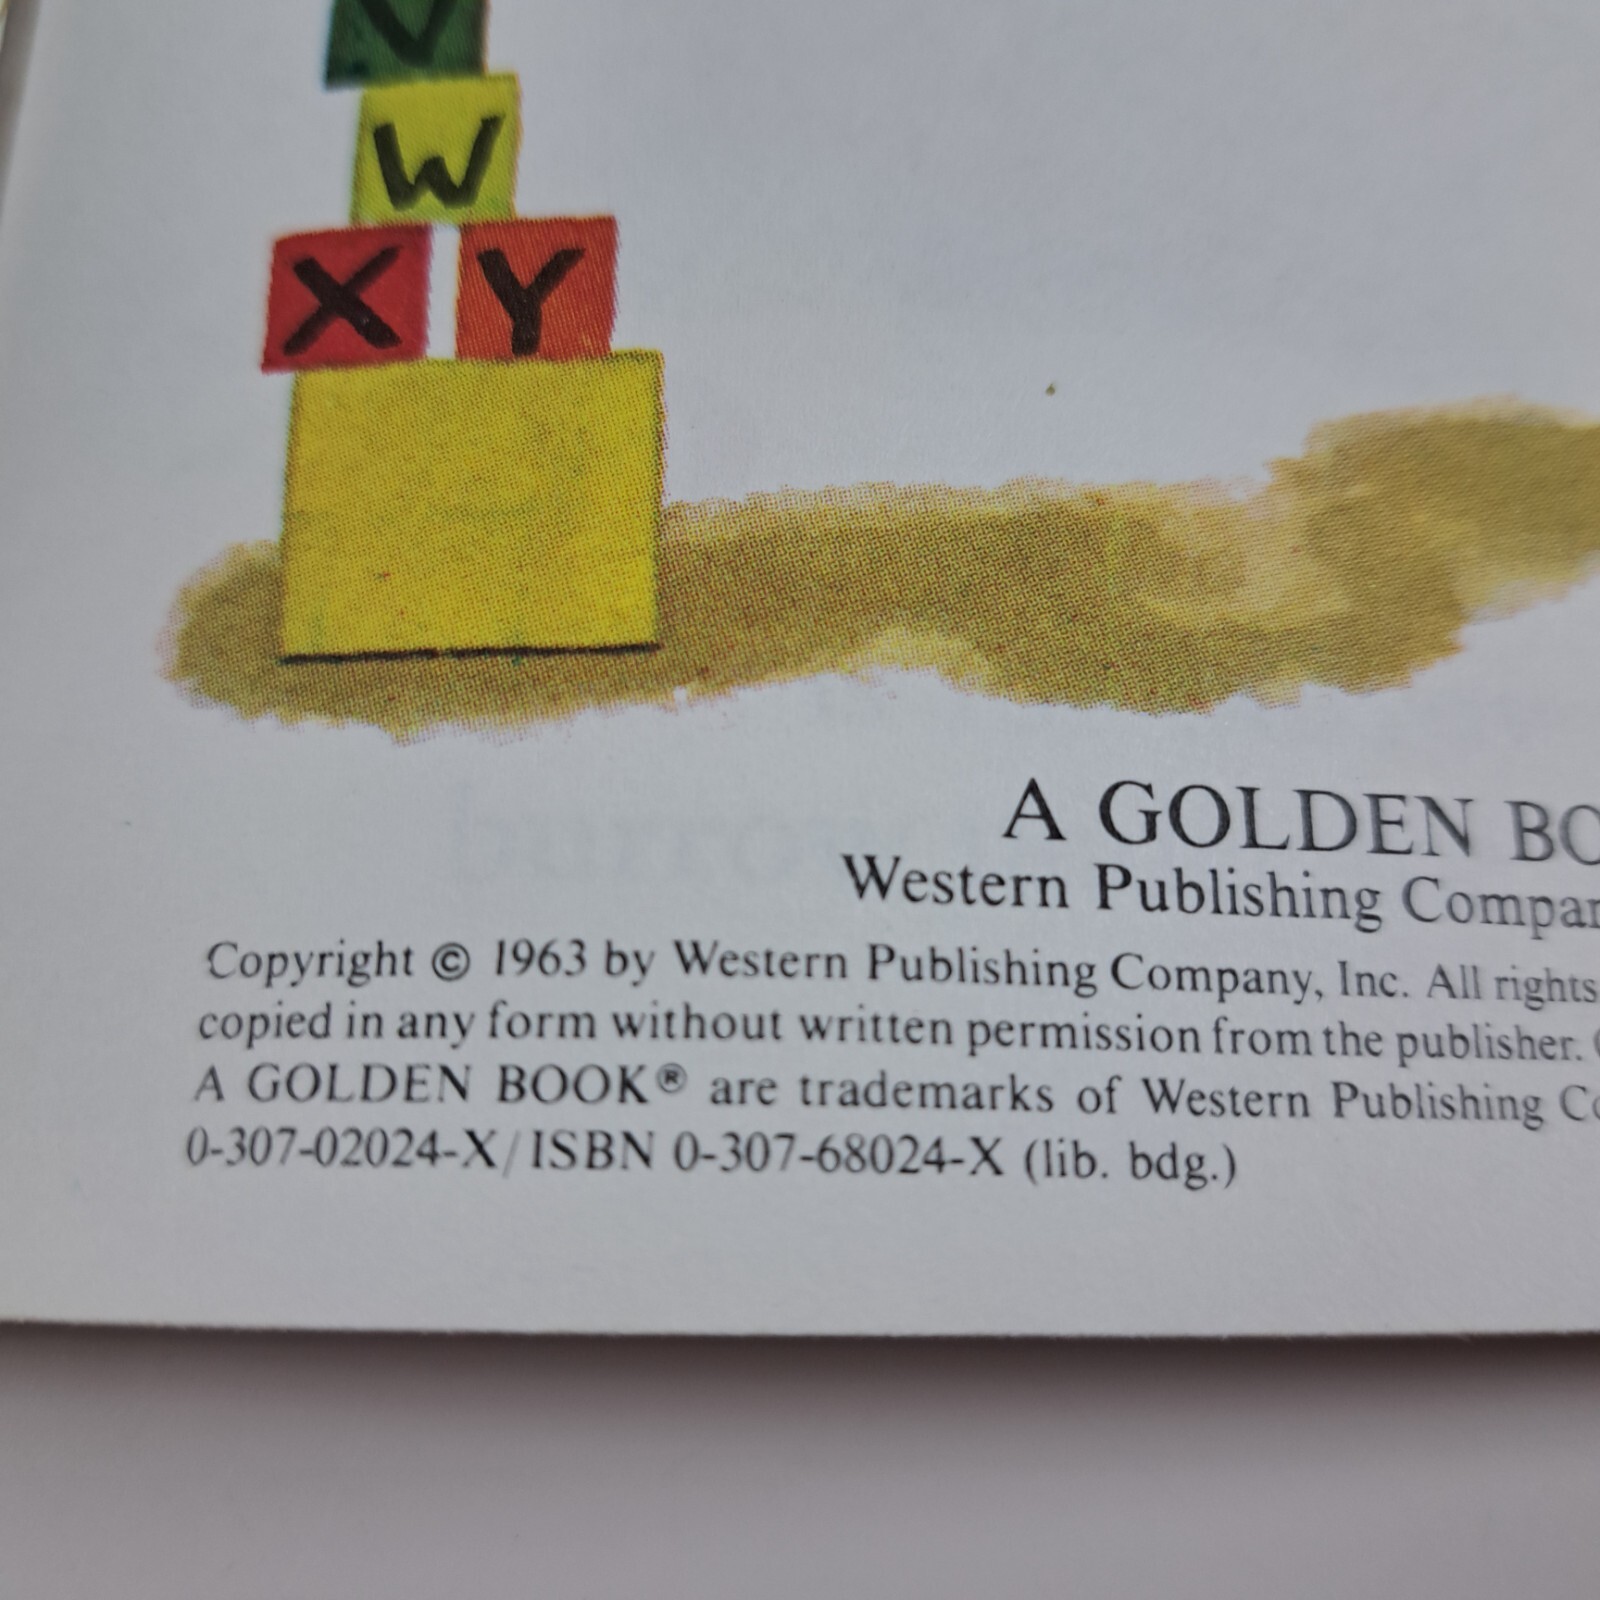 V
W
X Y
A GOLDEN BO
Western Publishing Compan
Copyright © 1963 by Western Publishing Company, Inc. All rights
copied in any form without written permission from the publisher.
A GOLDEN BOOK® are trademarks of Western Publishing Co
0-307-02024-X/ISBN 0-307-68024-X (lib. bdg.)